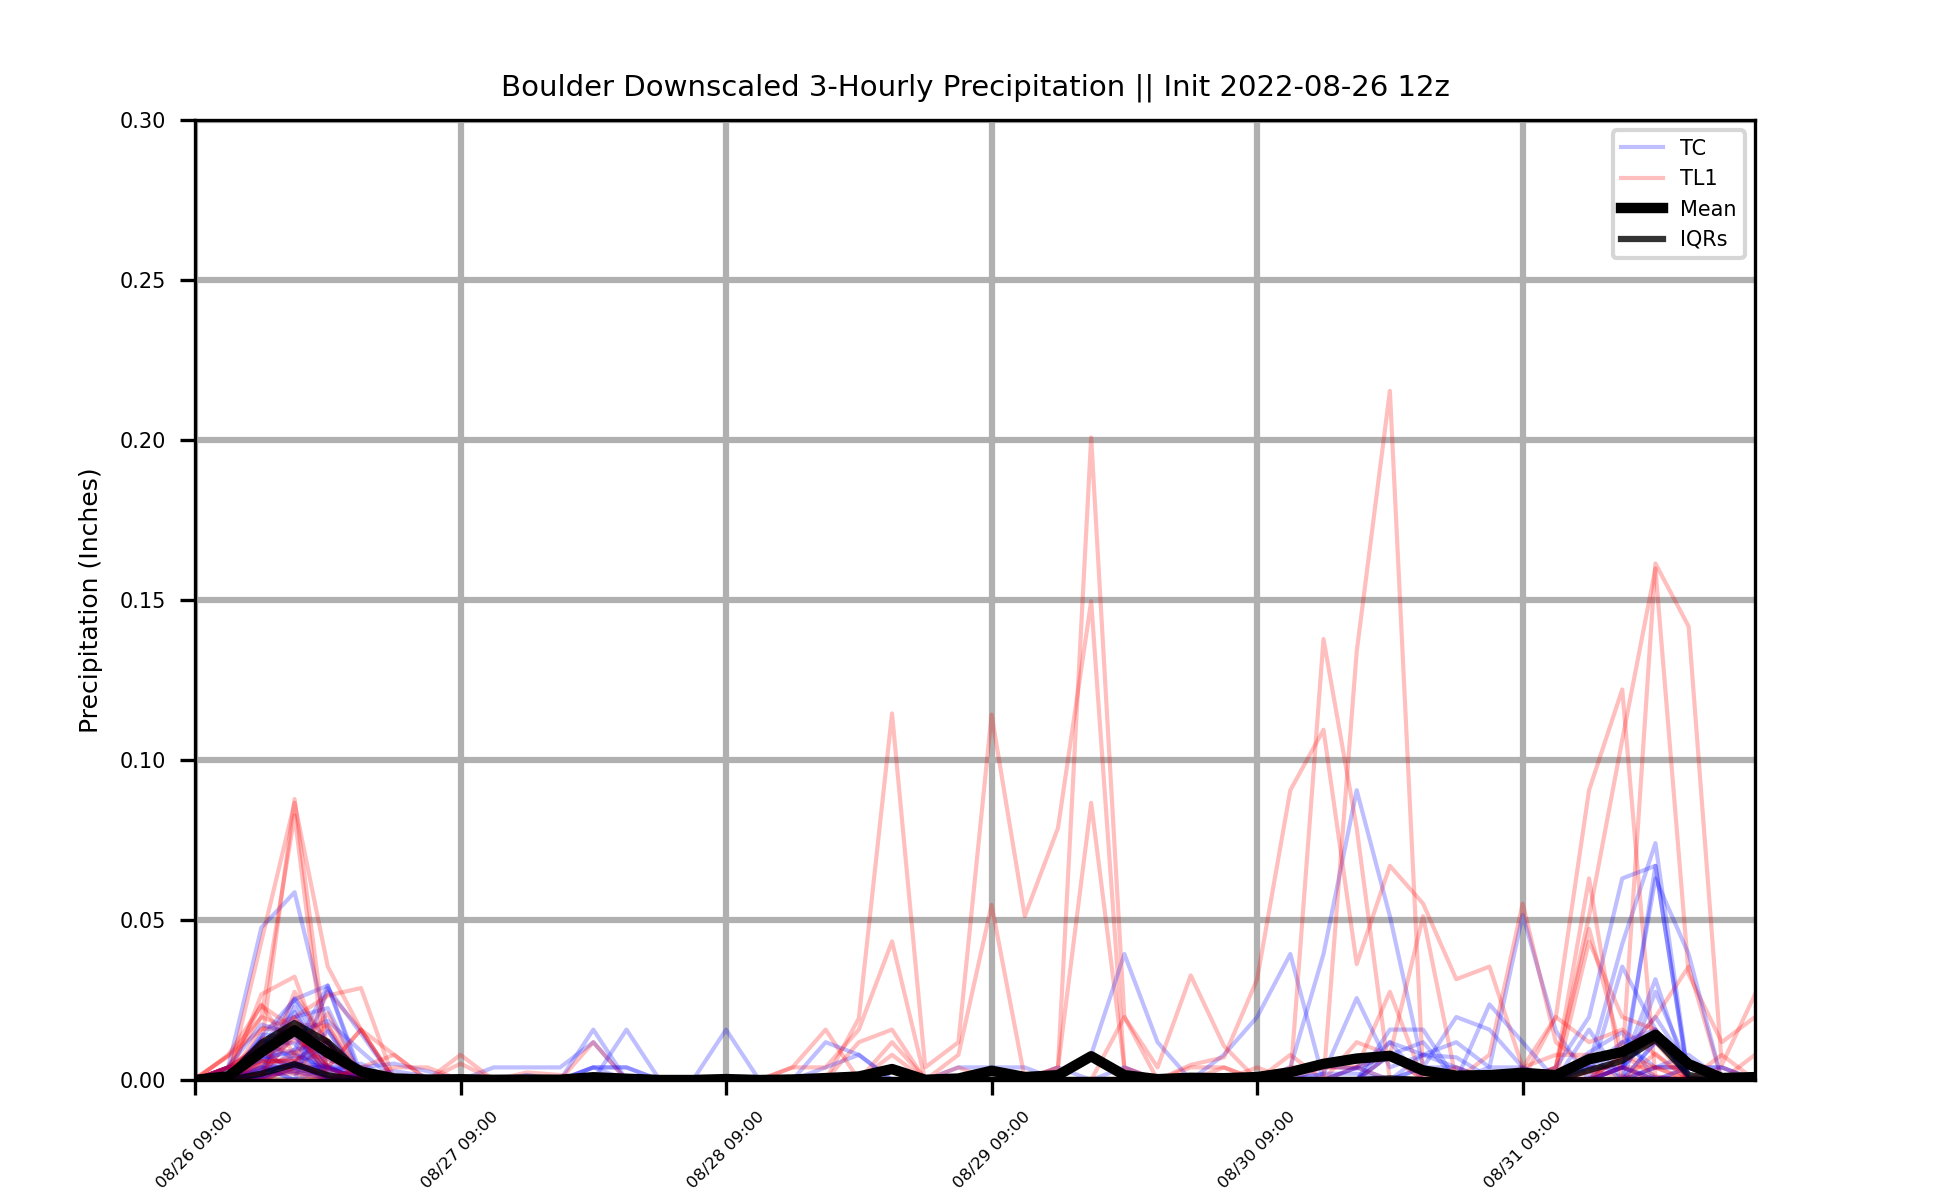 Boulder Downscaled 3-Hourly Precipitation || Init 2022-08-26 12z
Precipitation (Inches)
0.30
0.25
0.20
0.15
0.10
0.05
0.00
TC
TL1
Mean
IQRs
08/26 09:00
08/27 09:00
08/28 09:00
08/29 09:00
08/30 09:00
08/31 09:00